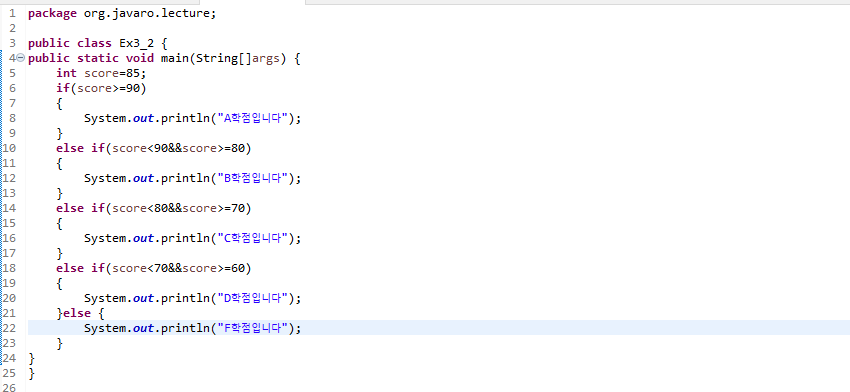 1 package org.javaro.lecture;
2
3 public class Ex3_2 {
4 public static void main(String[]args) {
5     int score=85;
6     if(score>=90)
7     {
8         System.out.println("A학점입니다");
9     }
10     else if(score<90&&score>=80)
11     {
12         System.out.println("B학점입니다");
13     }
14     else if(score<80&&score>=70)
15     {
16         System.out.println("C학점입니다");
17     }
18     else if(score<70&&score>=60)
19     {
20         System.out.println("D학점입니다");
21     }else {
22         System.out.println("F학점입니다");
23     }
24 }
25 }
26